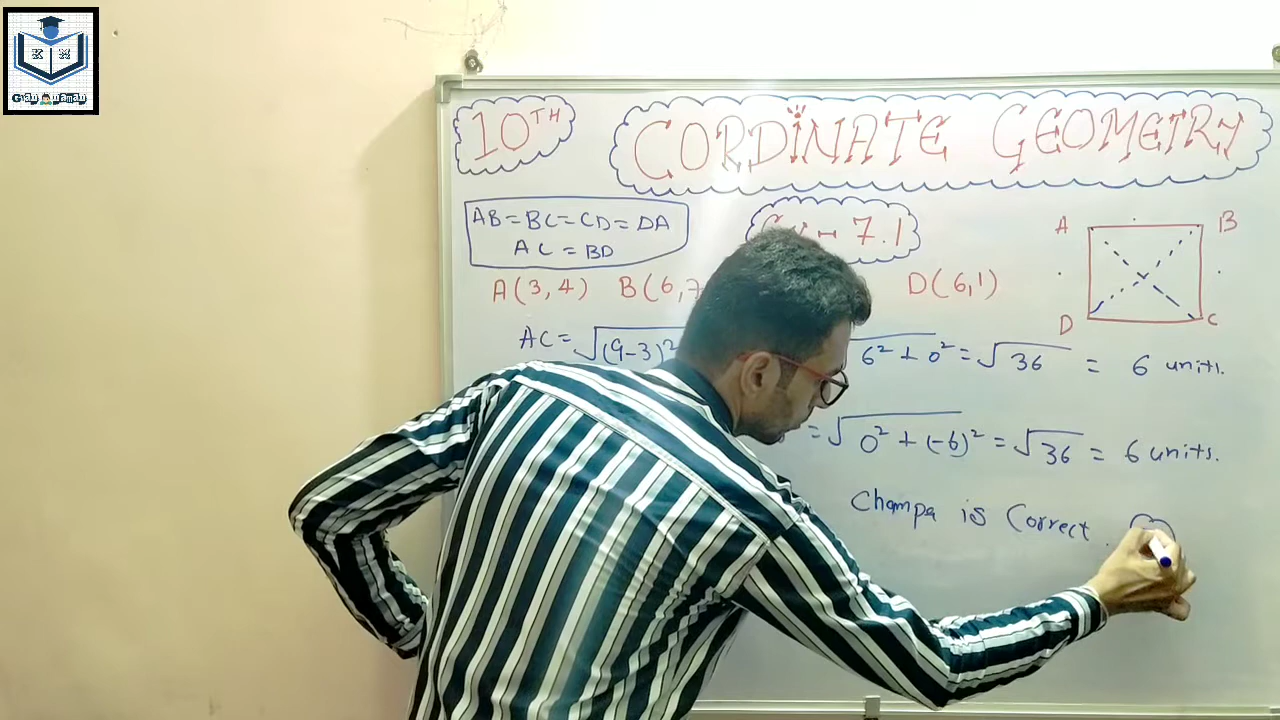 10TH CORDINATE GEOMETRY
AB=BC=CD=DA
AC=BD
7.1
A B
D C
A(3,4) B(6,7 D(6,1)
AC=√(9-3)² 6²+0²=√36 = 6 units.
=√0²+(-6)²=√36=6 units.
Champa is Correct